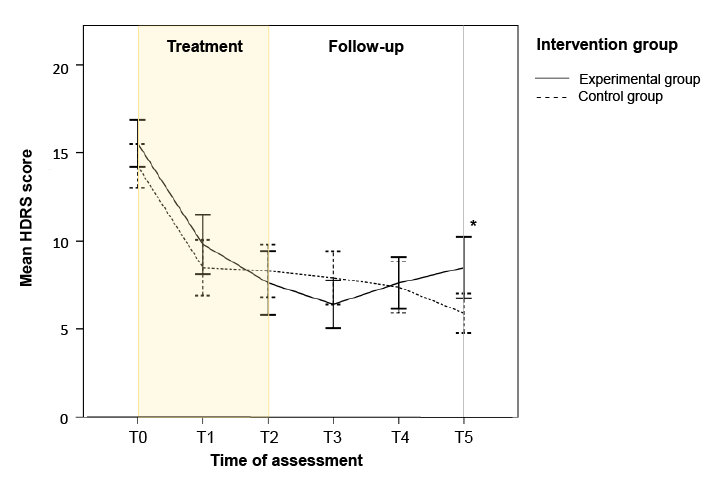 Treatment
Follow-up
Intervention group
Experimental group
Control group
Mean HDRS score
20
15
10
5
0
*
T0 T1 T2 T3 T4 T5
Time of assessment